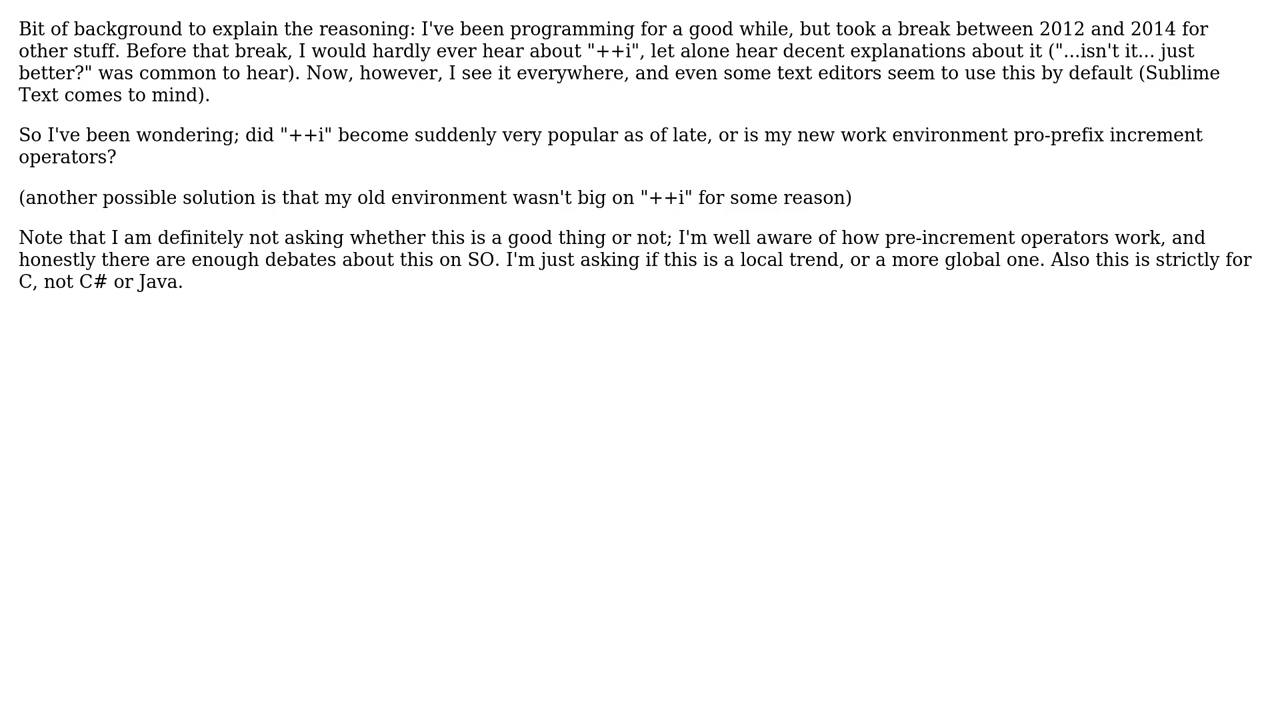 Bit of background to explain the reasoning: I've been programming for a good while, but took a break between 2012 and 2014 for
other stuff. Before that break, I would hardly ever hear about "++i", let alone hear decent explanations about it ("...isn't it... just
better?" was common to hear). Now, however, I see it everywhere, and even some text editors seem to use this by default (Sublime
Text comes to mind).
So I've been wondering; did "++i" become suddenly very popular as of late, or is my new work environment pro-prefix increment
operators?
(another possible solution is that my old environment wasn't big on "++i" for some reason)
Note that I am definitely not asking whether this is a good thing or not; I'm well aware of how pre-increment operators work, and
honestly there are enough debates about this on SO. I'm just asking if this is a local trend, or a more global one. Also this is strictly for
C, not C# or Java.